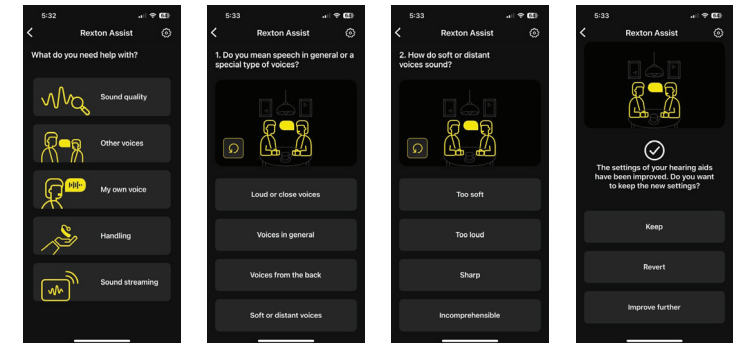 5:32
64
Rexton Assist
What do you need help with?
Sound quality
Other voices
My own voice
Handling
Sound streaming
5:33
64
Rexton Assist
1. Do you mean speech in general or a
special type of voices?
Loud or close voices
Voices in general
Voices from the back
Soft or distant voices
5:33
64
Rexton Assist
2. How do soft or distant
voices sound?
Too soft
Too loud
Sharp
Incomprehensible
5:33
Rexton Assist
The settings of your hearing aids
have been improved. Do you want
to keep the new settings?
Keep
Revert
Improve further